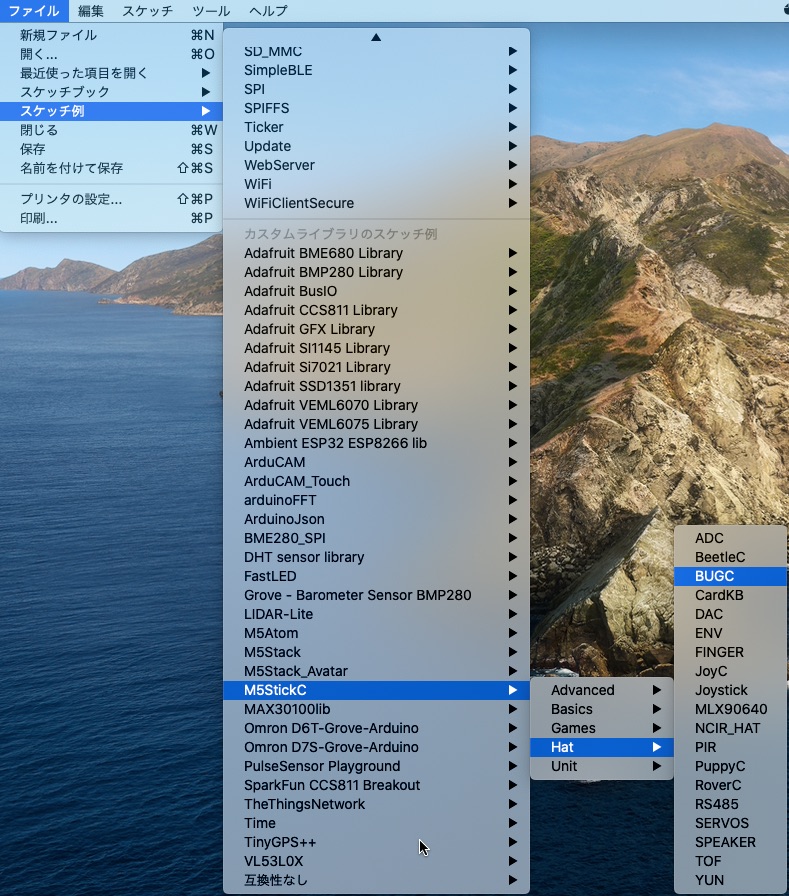 ファイル 編集 スケッチ ツール ヘルプ
新規ファイル ⌘N
開く... ⌘O
最近使った項目を開く ▶
スケッチブック ▶
スケッチ例 ▶
閉じる ⌘W
保存 ⌘S
名前を付けて保存 ⇧⌘S
プリンタの設定... ⇧⌘P
印刷... ⌘P
SD_MMC
SimpleBLE
SPI
SPIFFS
Ticker
Update
WebServer
WiFi
WiFiClientSecure
カスタムライブラリのスケッチ例
Adafruit BME680 Library
Adafruit BMP280 Library
Adafruit BusIO
Adafruit CCS811 Library
Adafruit GFX Library
Adafruit SI1145 Library
Adafruit Si7021 Library
Adafruit SSD1351 library
Adafruit VEML6070 Library
Adafruit VEML6075 Library
Ambient ESP32 ESP8266 lib
ArduCAM
ArduCAM_Touch
arduinoFFT
ArduinoJson
BME280_SPI
DHT sensor library
FastLED
Grove - Barometer Sensor BMP280
LIDAR-Lite
M5Atom
M5Stack
M5Stack_Avatar
M5StickC
MAX30100lib
Omron D6T-Grove-Arduino
Omron D7S-Grove-Arduino
PulseSensor Playground
SparkFun CCS811 Breakout
TheThingsNetwork
Time
TinyGPS++
VL53L0X
互換性なし
Advanced
Basics
Games
Hat
Unit
ADC
BeetleC
BUGC
CardKB
DAC
ENV
FINGER
JoyC
Joystick
MLX90640
NCIR_HAT
PIR
PuppyC
RoverC
RS485
SERVOS
SPEAKER
TOF
YUN